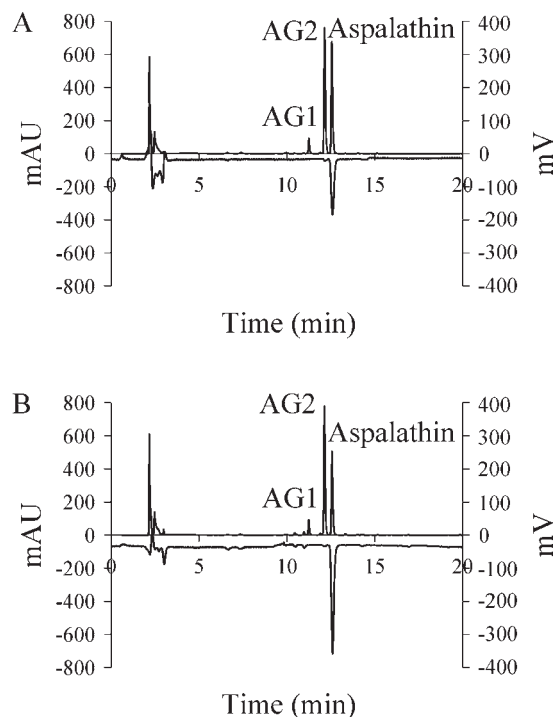 A
800 400
AG2 Aspalathin
600 300
400 200
AG1
200 100
0 0
mAU mV
0 5 10 15 20
-200 -100
-400 -200
-600 -300
-800 -400
Time (min)
B
800 400
AG2
600 Aspalathin 300
400 200
AG1
200 100
0 0
mAU mV
0 5 10 15 20
-200 -100
-400 -200
-600 -300
-800 -400
Time (min)